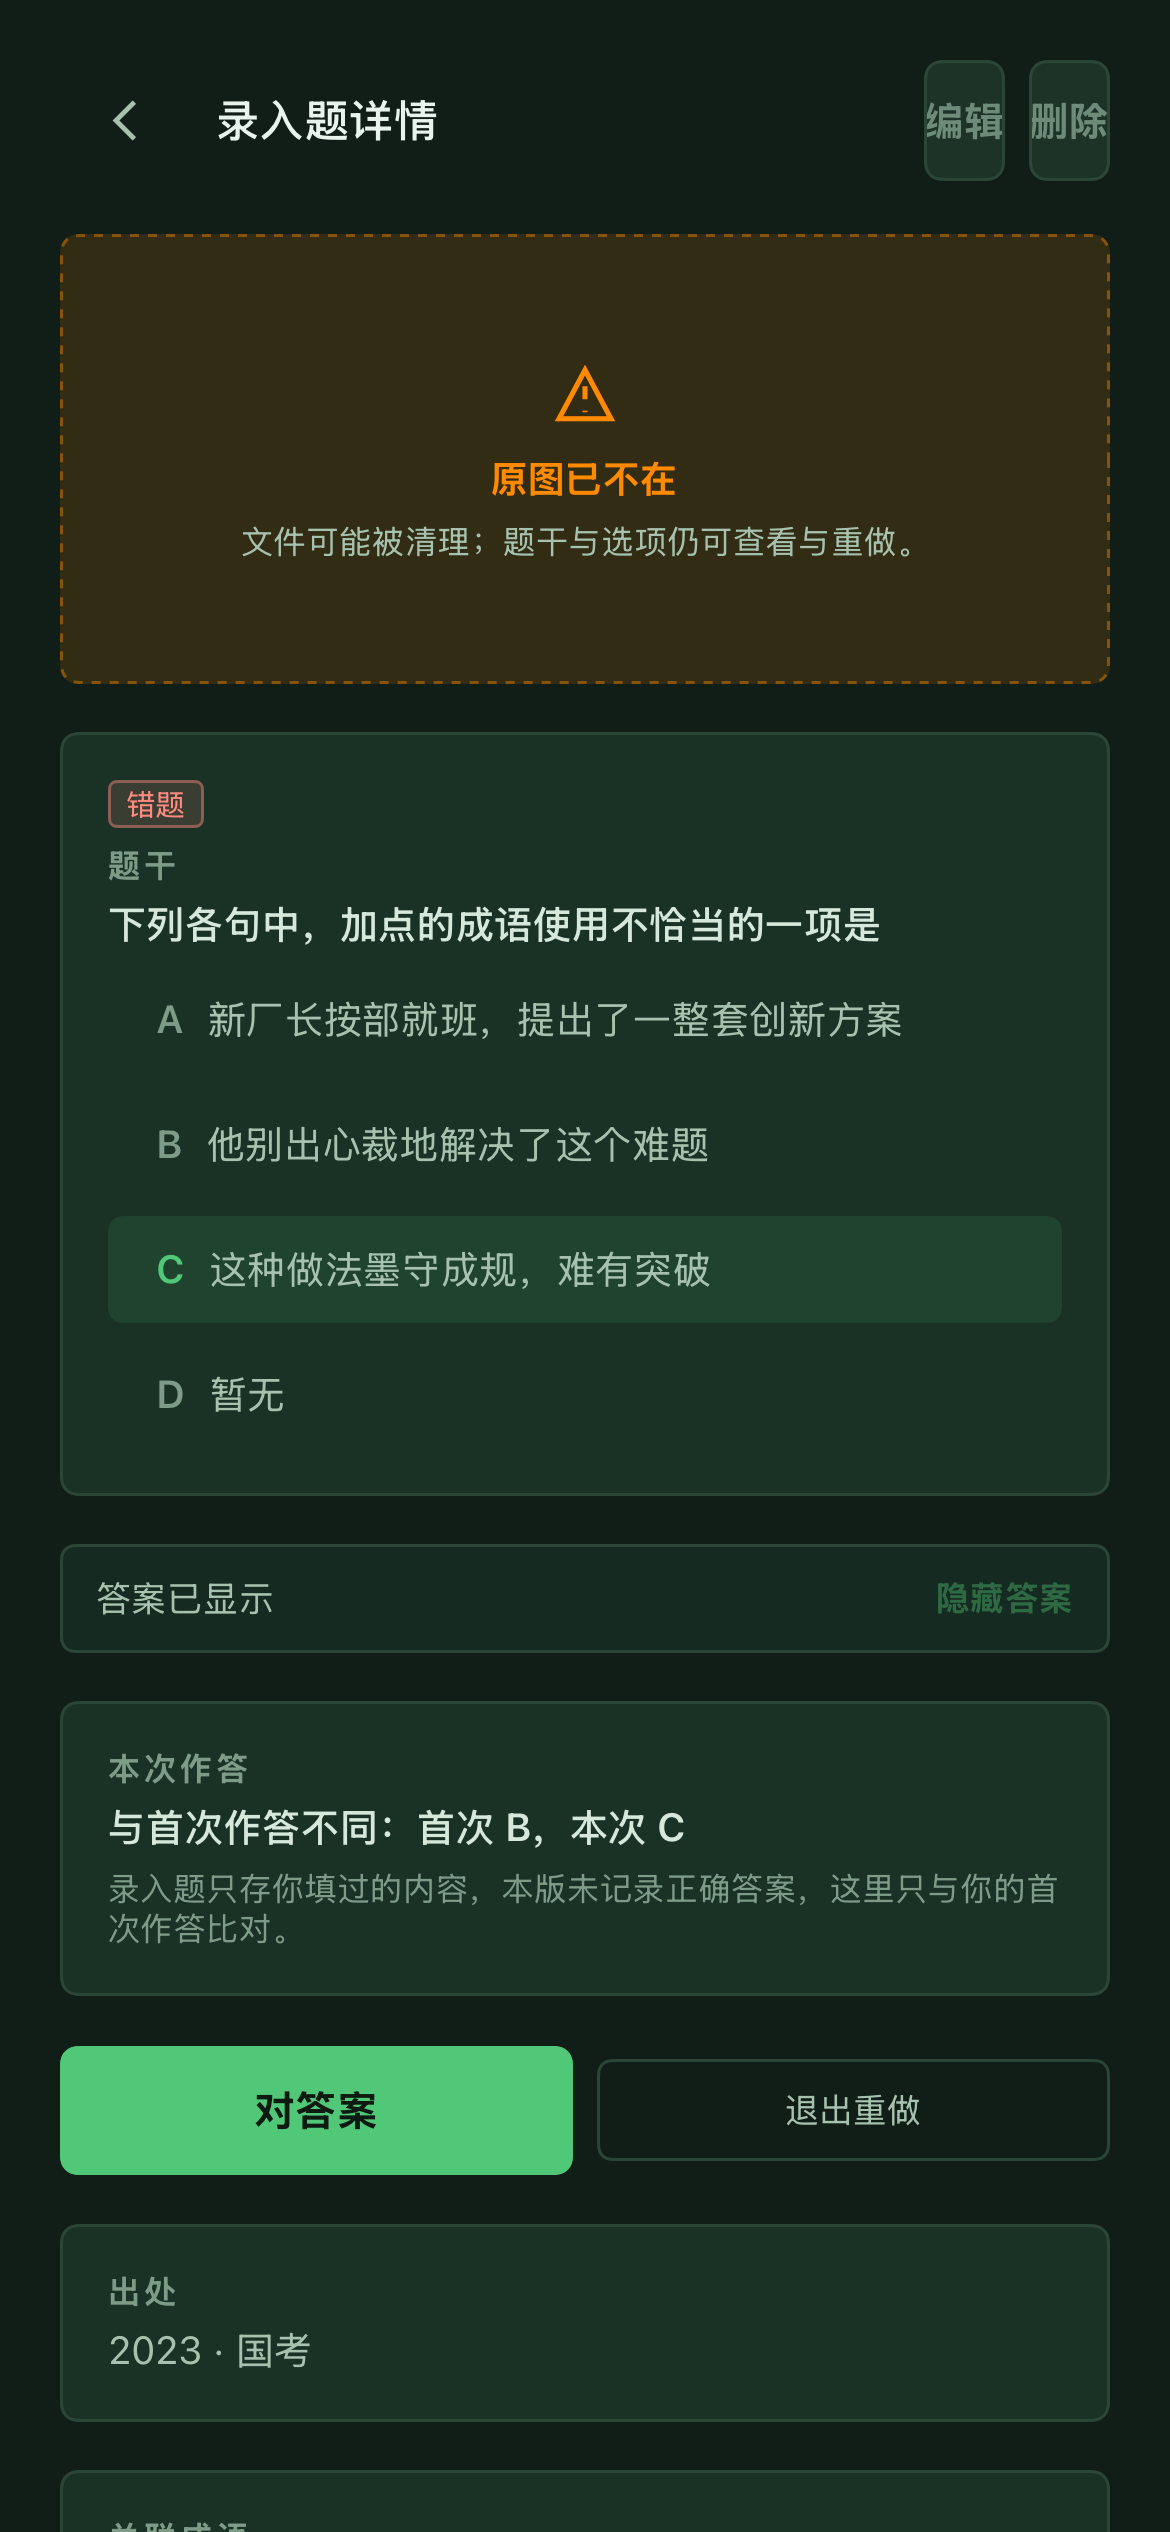 录入题详情
编辑
删除
原图已不在
文件可能被清理；题干与选项仍可查看与重做。
错题
题干
下列各句中，加点的成语使用不恰当的一项是
A 新厂长按部就班，提出了一整套创新方案
B 他别出心裁地解决了这个难题
C 这种做法墨守成规，难有突破
D 暂无
答案已显示
隐藏答案
本次作答
与首次作答不同：首次 B，本次 C
录入题只存你填过的内容，本版未记录正确答案，这里只与你的首
次作答比对。
对答案
退出重做
出处
2023 · 国考